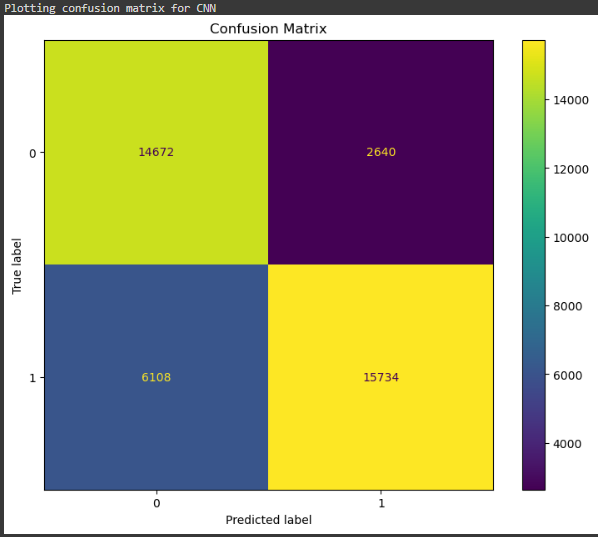 Plotting confusion matrix for CNN
Confusion Matrix
14672 2640
6108 15734
0
1
True label
0 1
Predicted label
14000
12000
10000
8000
6000
4000